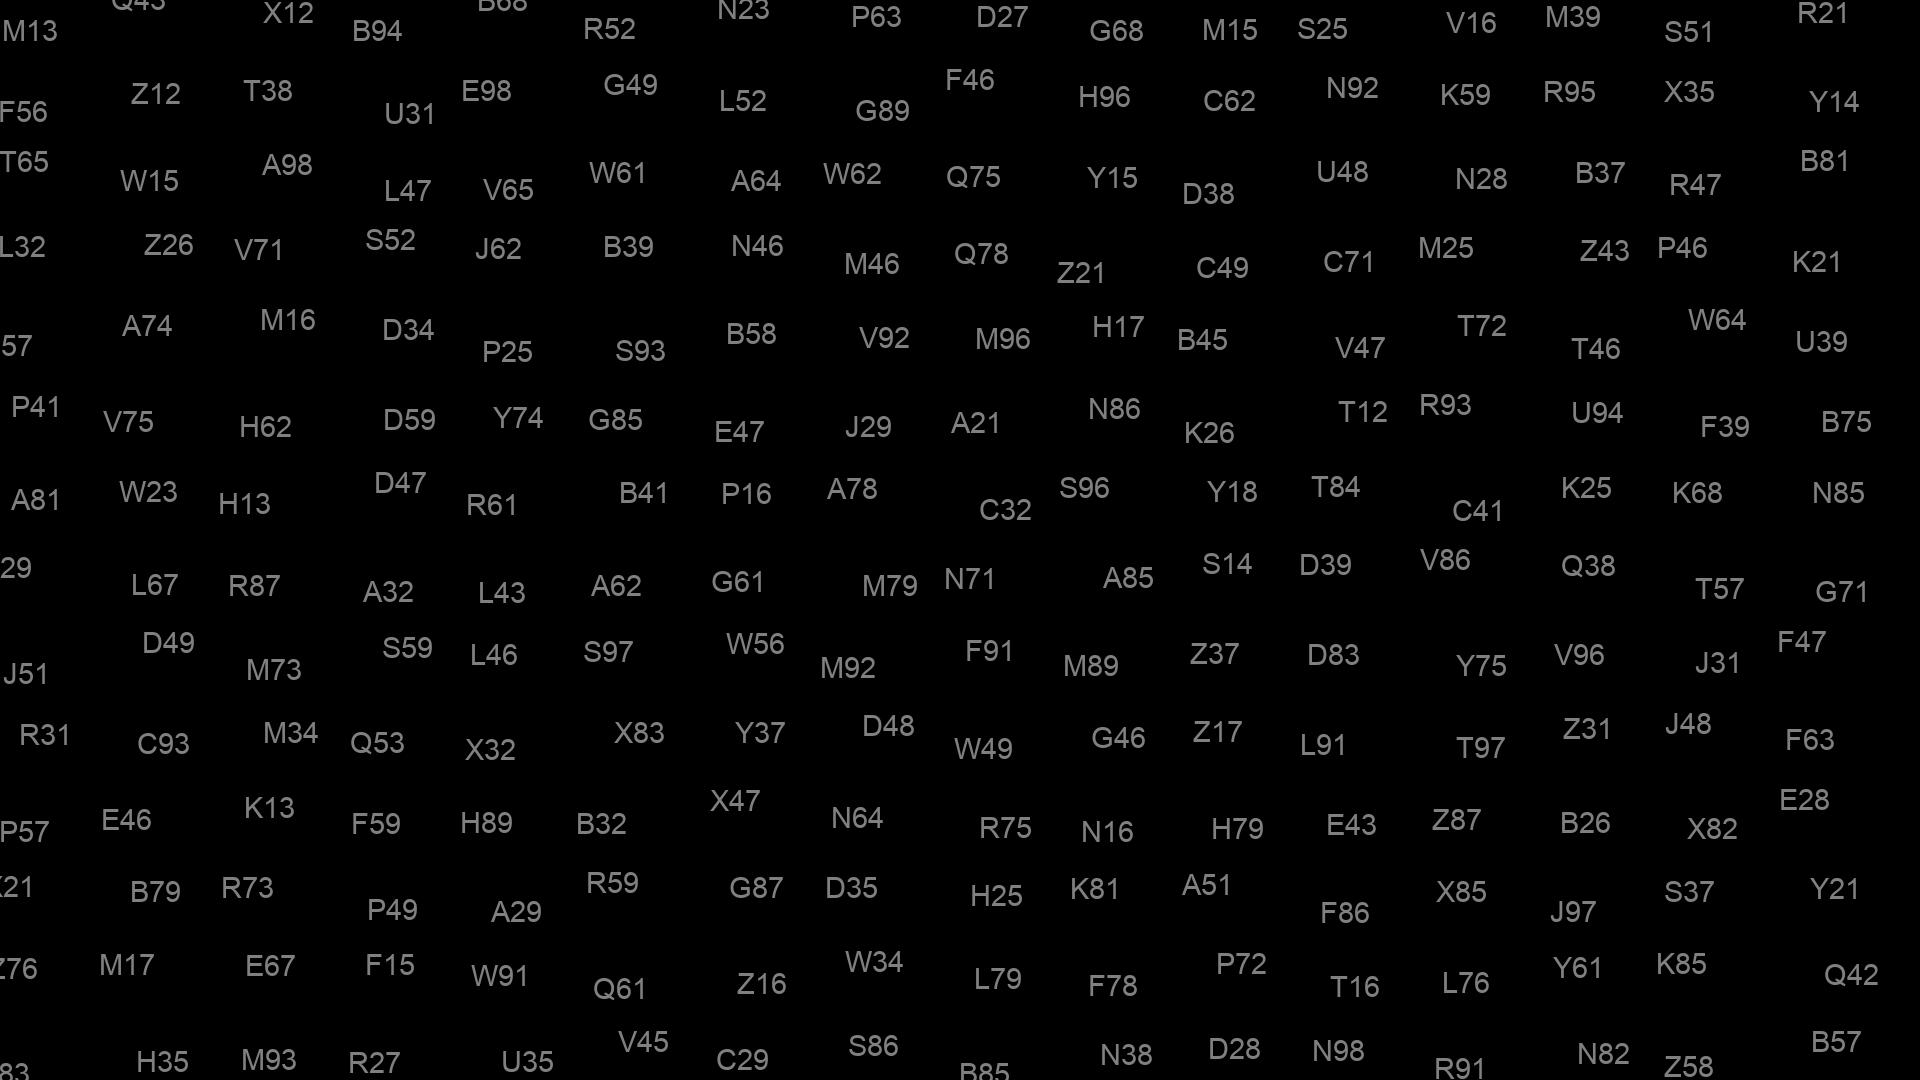 M13 Q43 X12 B94 B68 R52 N23 P63 D27 G68 M15 S25 V16 M39 S51 R21
F56 Z12 T38 U31 E98 G49 L52 G89 F46 H96 C62 N92 K59 R95 X35 Y14
T65 W15 A98 L47 V65 W61 A64 W62 Q75 Y15 D38 U48 N28 B37 R47 B81
L32 Z26 V71 S52 J62 B39 N46 M46 Q78 Z21 C49 C71 M25 Z43 P46 K21
57 A74 M16 D34 P25 S93 B58 V92 M96 H17 B45 V47 T72 T46 W64 U39
P41 V75 H62 D59 Y74 G85 E47 J29 A21 N86 K26 T12 R93 U94 F39 B75
A81 W23 H13 D47 R61 B41 P16 A78 C32 S96 Y18 T84 C41 K25 K68 N85
29 L67 R87 A32 L43 A62 G61 M79 N71 A85 S14 D39 V86 Q38 T57 G71
J51 D49 M73 S59 L46 S97 W56 M92 F91 M89 Z37 D83 Y75 V96 J31 F47
R31 C93 M34 Q53 X32 X83 Y37 D48 W49 G46 Z17 L91 T97 Z31 J48 F63
P57 E46 K13 F59 H89 B32 X47 N64 R75 N16 H79 E43 Z87 B26 X82 E28
21 B79 R73 P49 A29 R59 G87 D35 H25 K81 A51 F86 X85 J97 S37 Y21
Z76 M17 E67 F15 W91 Q61 Z16 W34 L79 F78 P72 T16 L76 Y61 K85 Q42
83 H35 M93 R27 U35 V45 C29 S86 B85 N38 D28 N98 R91 N82 Z58 B57